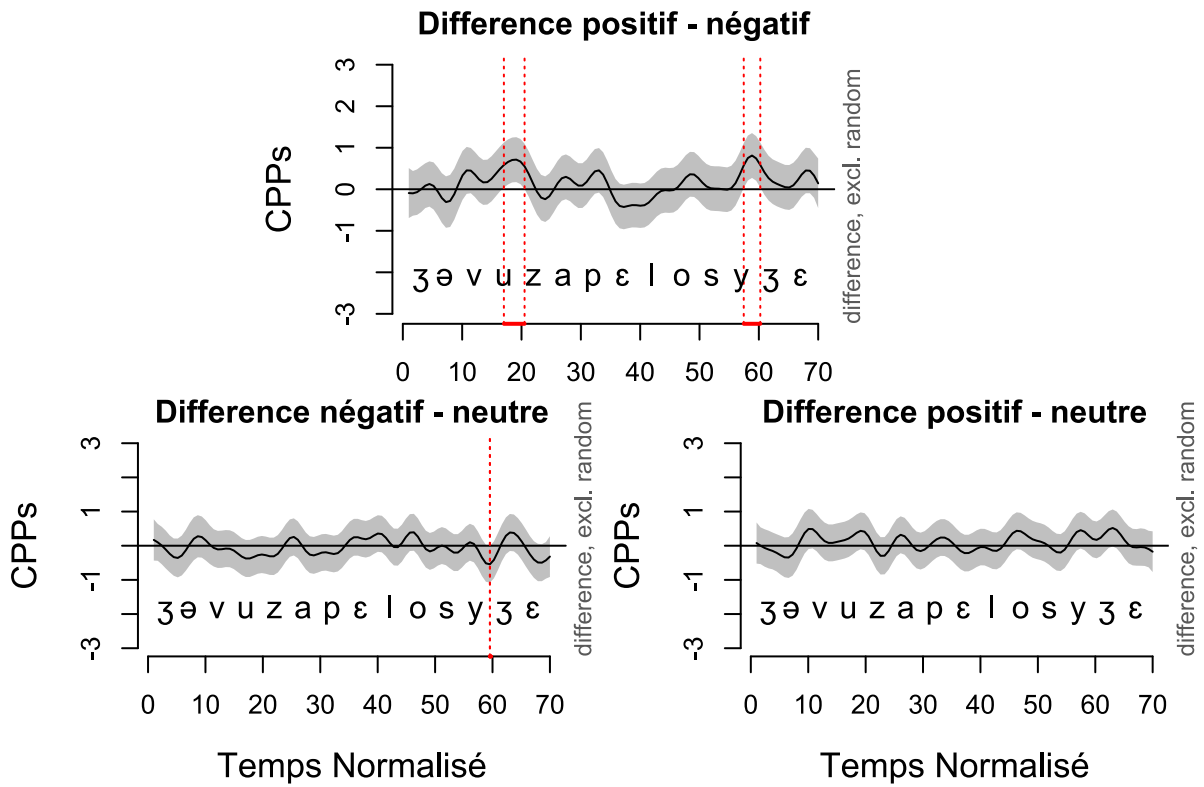 Difference positif - négatif
3
2
1
0
-1
-3
CPPs
difference, excl. random
ʒə v u z a p ɛ l o s y ʒ ɛ
0 10 20 30 40 50 60 70
Difference négatif - neutre
3
1
-1
-3
CPPs
difference, excl. random
ʒə v u z a p ɛ l o s y ʒ ɛ
0 10 20 30 40 50 60 70
Temps Normalisé
Difference positif - neutre
3
1
-1
-3
CPPs
difference, excl. random
ʒə v u z a p ɛ l o s y ʒ ɛ
0 10 20 30 40 50 60 70
Temps Normalisé